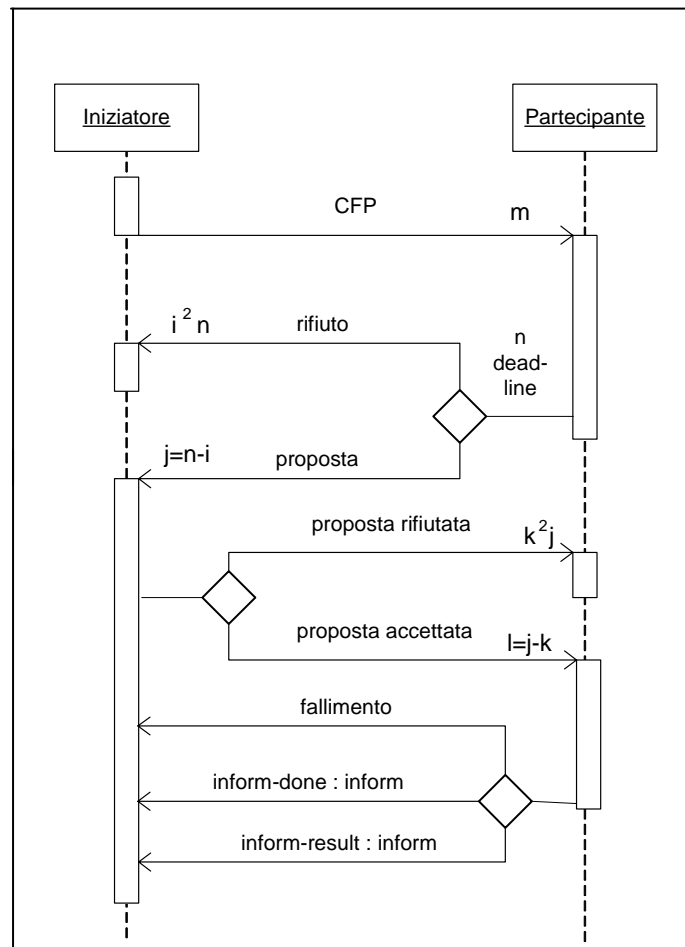 Iniziatore
Partecipante
CFP
m
i ² n
rifiuto
n
dead-
line
j=n-i
proposta
proposta rifiutata
k²j
proposta accettata
l=j-k
fallimento
inform-done : inform
inform-result : inform